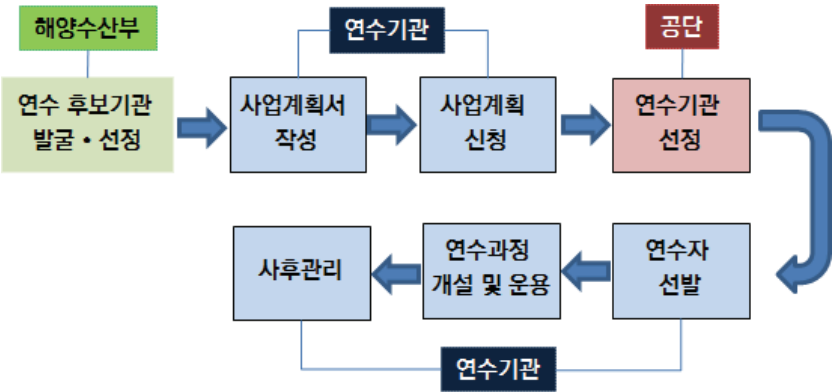 해양수산부
연수기관
공단
연수 후보기관
발굴・선정
사업계획서
작성
사업계획
신청
연수기관
선정
사후관리
연수과정
개설 및 운용
연수자
선발
연수기관